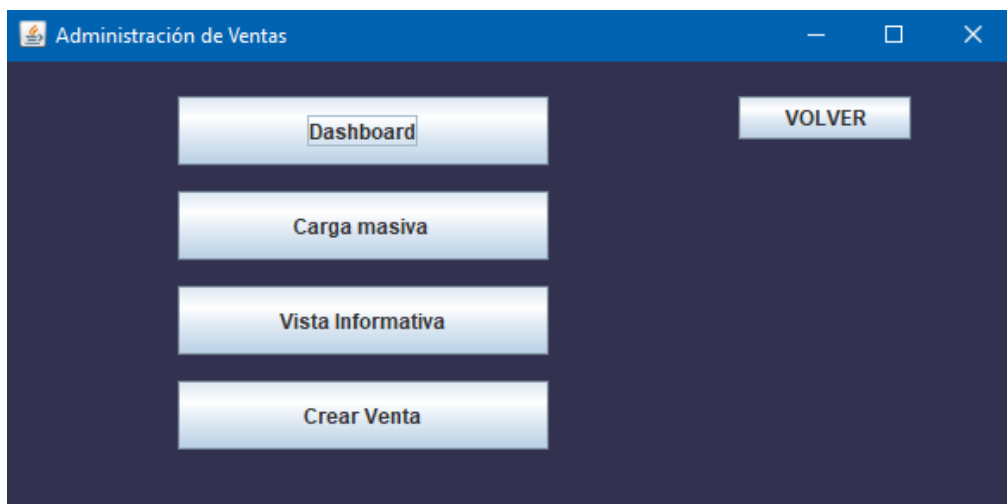 Administración de Ventas
Dashboard
VOLVER
Carga masiva
Vista Informativa
Crear Venta